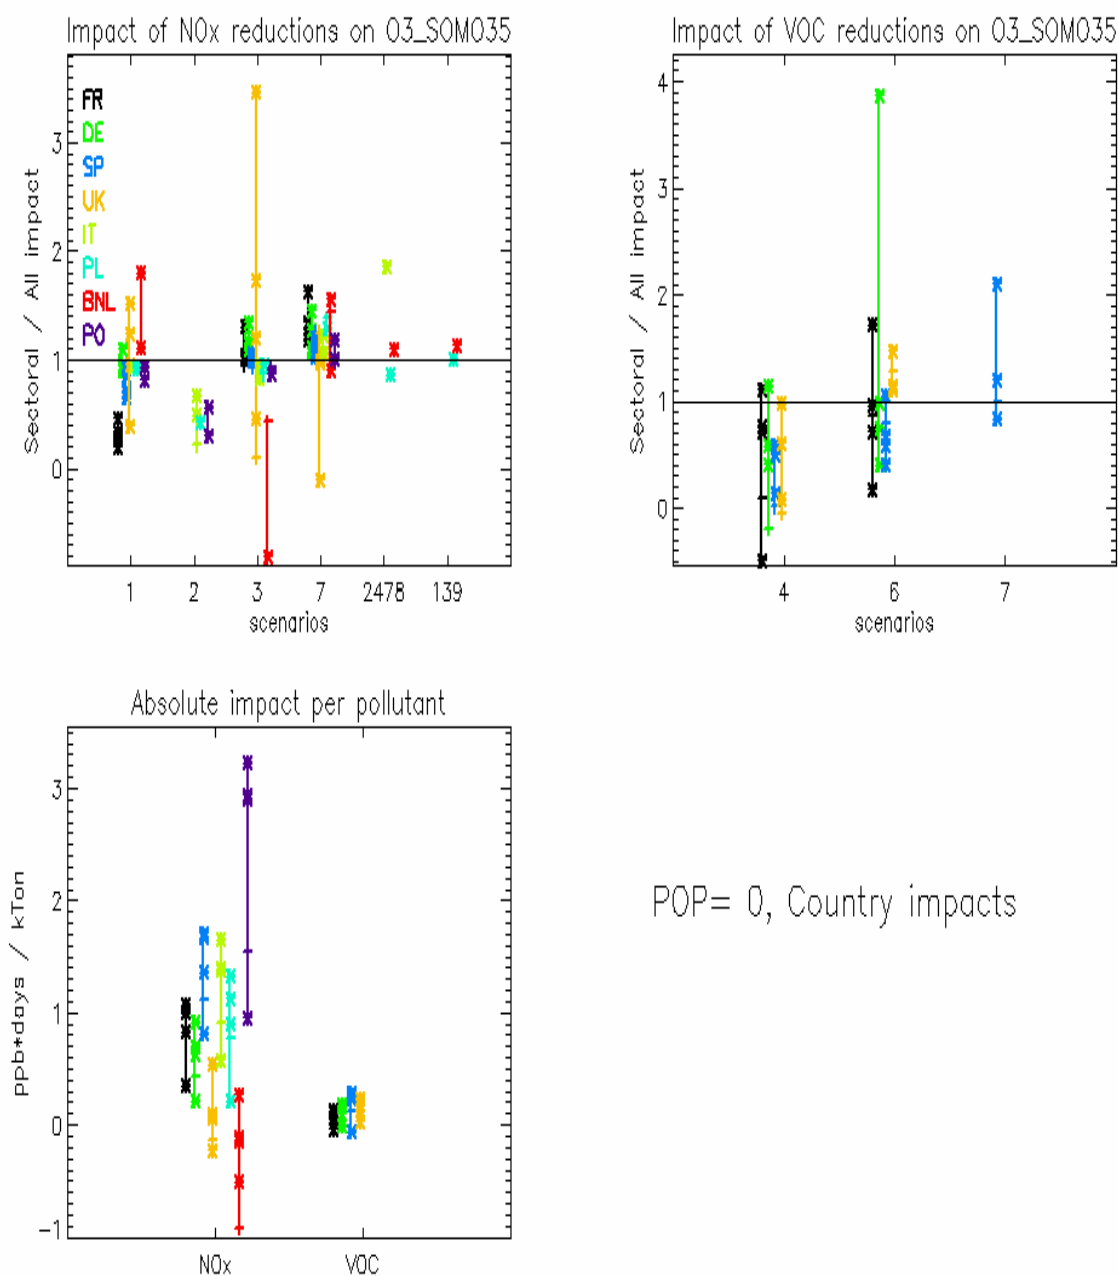 Impact of NOx reductions on O3_SOMO35
Sectoral / All impact
3
2
1
0
FR
DE
SP
UK
IT
PL
BNL
PO
1 2 3 7 2478 139
scenarios
Impact of VOC reductions on O3_SOMO35
Sectoral / All impact
4
3
2
1
0
4 6 7
scenarios
Absolute impact per pollutant
ppb*days / kTon
3
2
1
0
-1
NOx VOC
POP= 0, Country impacts